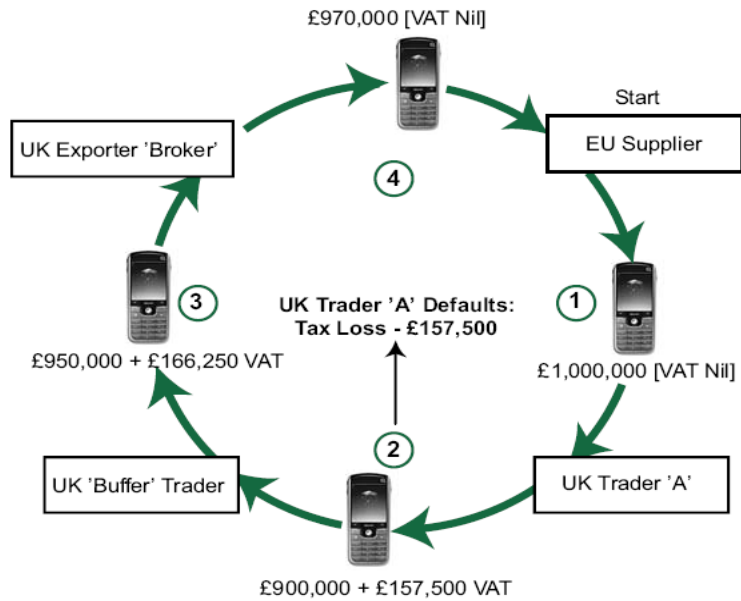 £970,000 [VAT Nil]
Start
EU Supplier
UK Exporter 'Broker'
4
1
3
UK Trader 'A' Defaults:
Tax Loss - £157,500
£950,000 + £166,250 VAT
£1,000,000 [VAT Nil]
2
UK 'Buffer' Trader
UK Trader 'A'
£900,000 + £157,500 VAT